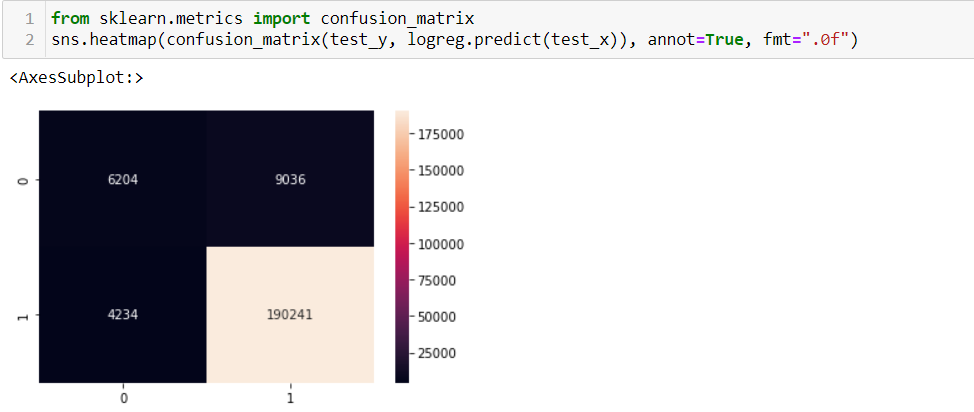 1 from sklearn.metrics import confusion_matrix
2 sns.heatmap(confusion_matrix(test_y, logreg.predict(test_x)), annot=True, fmt=".0f")
<AxesSubplot:>
175000
0 6204 9036
150000
125000
100000
75000
1 4234 190241
50000
25000
0 1